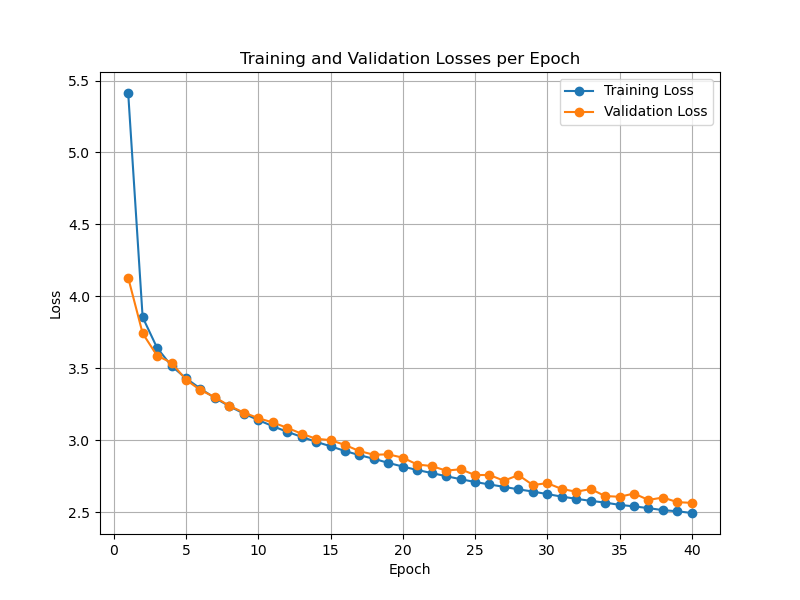 Training and Validation Losses per Epoch
Training Loss
Validation Loss
5.5
5.0
4.5
4.0
3.5
3.0
2.5
Loss
0 5 10 15 20 25 30 35 40
Epoch